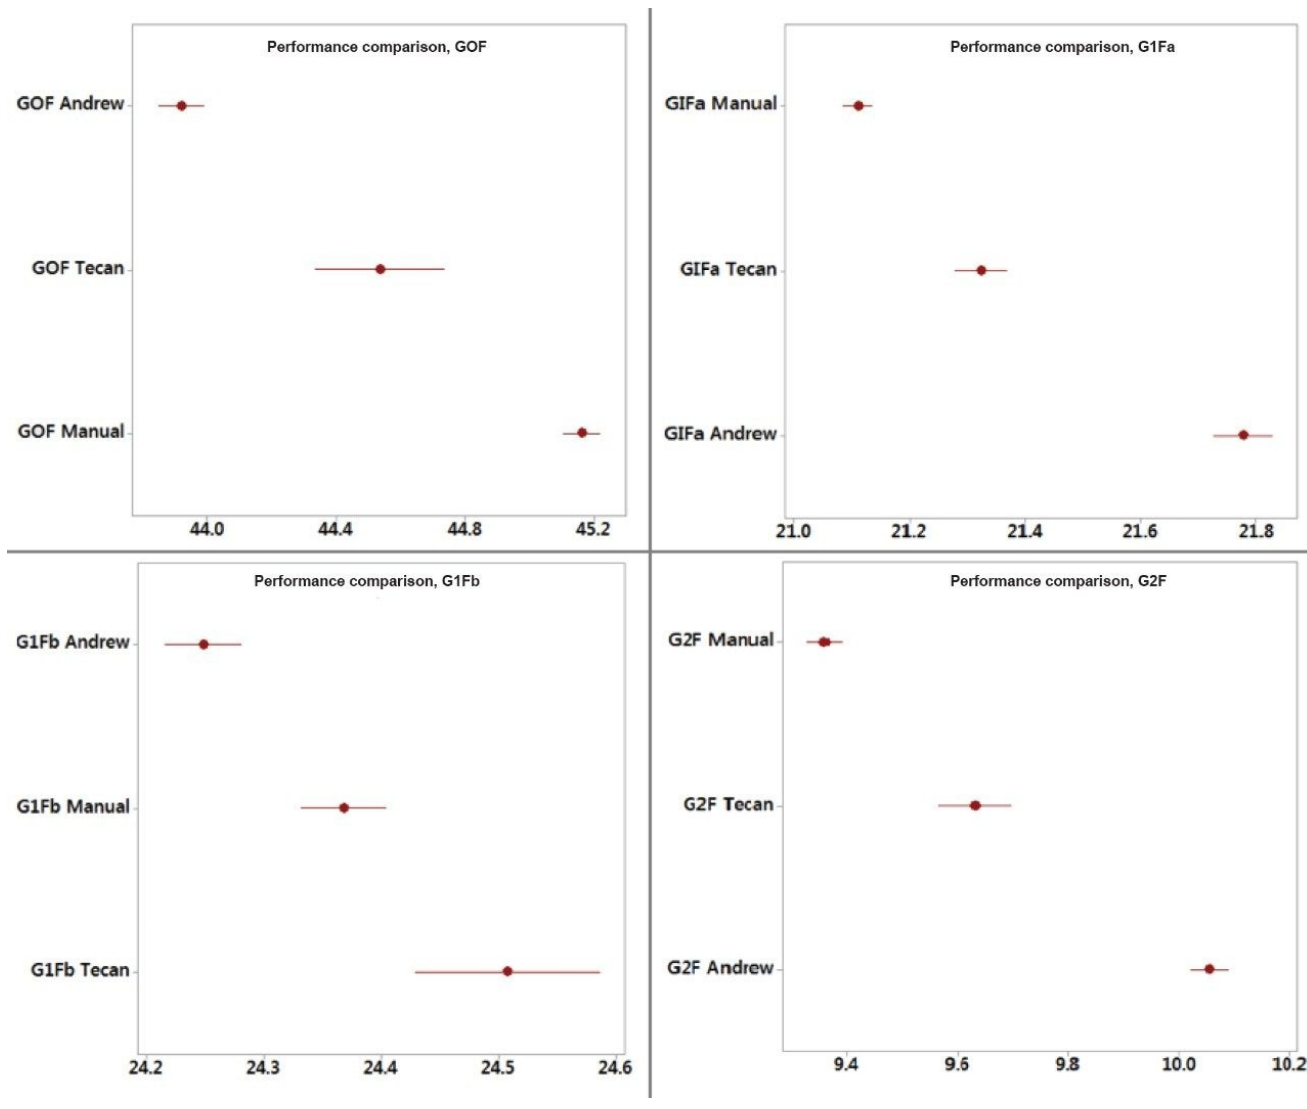 Performance comparison, GOF
GOF Andrew
GOF Tecan
GOF Manual
44.0 44.4 44.8 45.2
Performance comparison, G1Fa
GIFa Manual
GIFa Tecan
GIFa Andrew
21.0 21.2 21.4 21.6 21.8
Performance comparison, G1Fb
G1Fb Andrew
G1Fb Manual
G1Fb Tecan
24.2 24.3 24.4 24.5 24.6
Performance comparison, G2F
G2F Manual
G2F Tecan
G2F Andrew
9.4 9.6 9.8 10.0 10.2